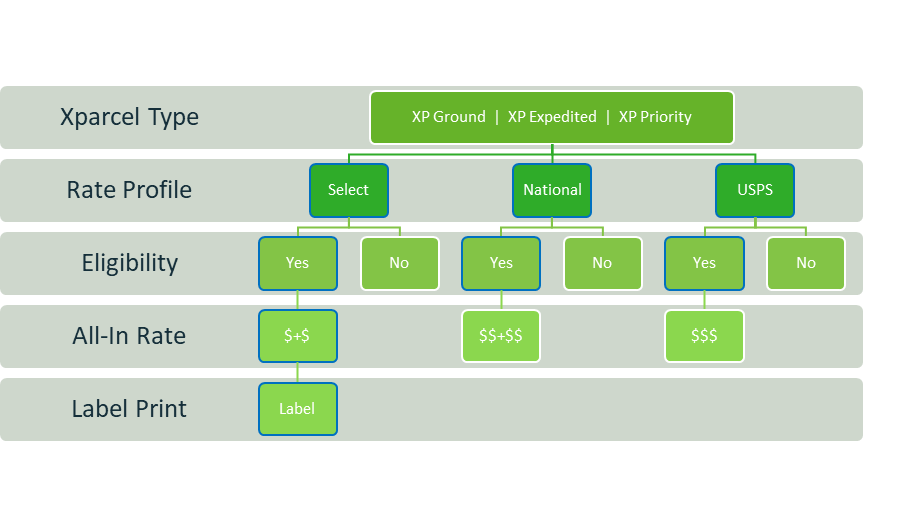 Xparcel Type
XP Ground | XP Expedited | XP Priority
Rate Profile
Select
National
USPS
Eligibility
Yes
No
Yes
No
Yes
No
All-In Rate
$+$
$$+$$
$$$
Label Print
Label